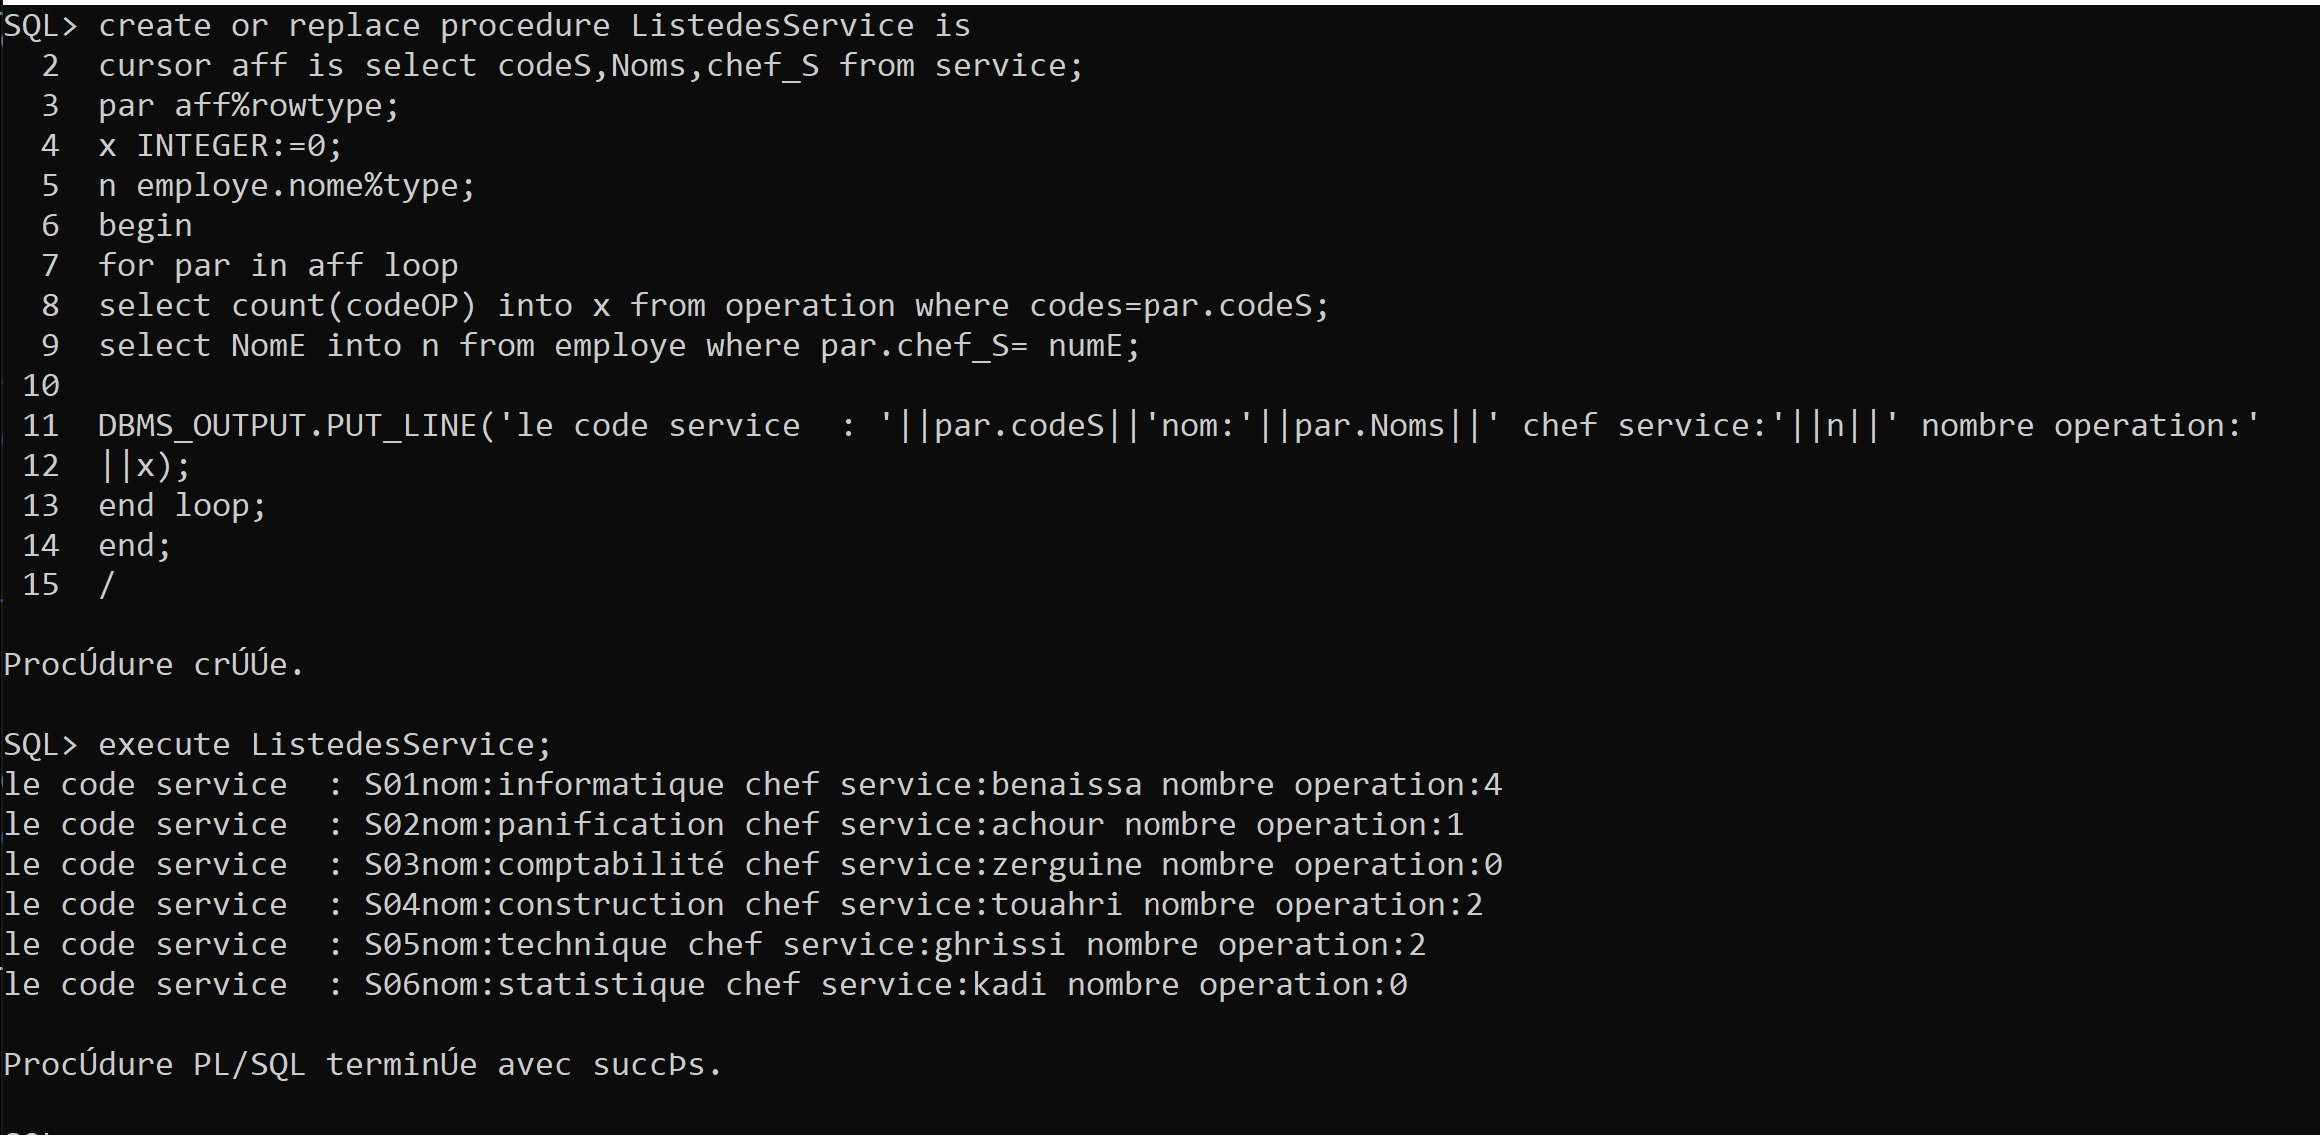 SQL> create or replace procedure ListedesService is
  2  cursor aff is select codeS,Noms,chef_S from service;
  3  par aff%rowtype;
  4  x INTEGER:=0;
  5  n employe.nome%type;
  6  begin
  7  for par in aff loop
  8  select count(codeOP) into x from operation where codes=par.codeS;
  9  select NomE into n from employe where par.chef_S= numE;
 10
 11  DBMS_OUTPUT.PUT_LINE('le code service  : '||par.codeS||'nom:'||par.Noms||' chef service:'||n||' nombre operation:'
 12  ||x);
 13  end loop;
 14  end;
 15  /
ProcÚdure crÚÚe.
SQL> execute ListedesService;
le code service  : S01nom:informatique chef service:benaissa nombre operation:4
le code service  : S02nom:panification chef service:achour nombre operation:1
le code service  : S03nom:comptabilité chef service:zerguine nombre operation:0
le code service  : S04nom:construction chef service:touahri nombre operation:2
le code service  : S05nom:technique chef service:ghrissi nombre operation:2
le code service  : S06nom:statistique chef service:kadi nombre operation:0
ProcÚdure PL/SQL terminÚe avec succÞs.